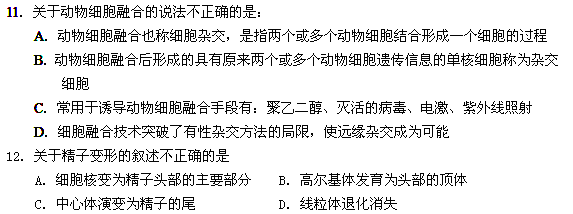 11. 关于动物细胞融合的说法不正确的是:
A. 动物细胞融合也称细胞杂交，是指两个或多个动物细胞结合形成一个细胞的过程
B. 动物细胞融合后形成的具有原来两个或多个动物细胞遗传信息的单核细胞称为杂交
细胞
C. 常用于诱导动物细胞融合手段有: 聚乙二醇、灭活的病毒、电激、紫外线照射
D. 细胞融合技术突破了有性杂交方法的局限，使远缘杂交成为可能
12. 关于精子变形的叙述不正确的是
A. 细胞核变为精子头部的主要部分 B. 高尔基体发育为头部的顶体
C. 中心体演变为精子的尾 D. 线粒体退化消失